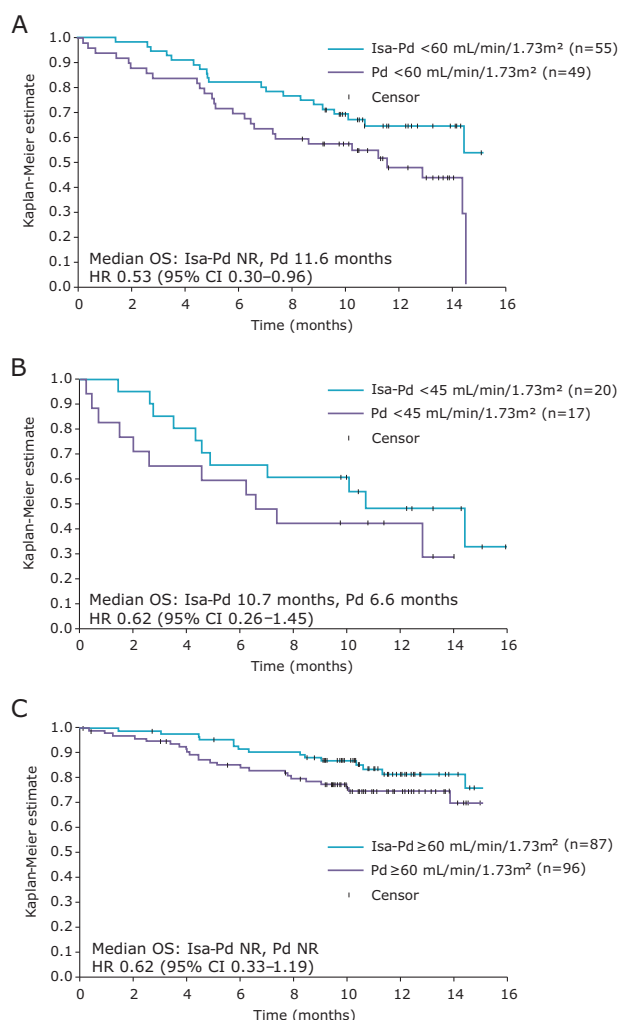 A
Isa-Pd <60 mL/min/1.73m² (n=55)
Pd <60 mL/min/1.73m² (n=49)
Censor
Kaplan-Meier estimate
1.0
0.9
0.8
0.7
0.6
0.5
0.4
0.3
0.2
0.1
0.0
Median OS: Isa-Pd NR, Pd 11.6 months
HR 0.53 (95% CI 0.30–0.96)
0 2 4 6 8 10 12 14 16
Time (months)
B
Isa-Pd <45 mL/min/1.73m² (n=20)
Pd <45 mL/min/1.73m² (n=17)
Censor
Kaplan-Meier estimate
1.0
0.9
0.8
0.7
0.6
0.5
0.4
0.3
0.2
0.1
0.0
Median OS: Isa-Pd 10.7 months, Pd 6.6 months
HR 0.62 (95% CI 0.26–1.45)
0 2 4 6 8 10 12 14 16
Time (months)
C
Kaplan-Meier estimate
1.0
0.9
0.8
0.7
0.6
0.5
0.4
0.3
0.2
0.1
0.0
Isa-Pd ≥60 mL/min/1.73m² (n=87)
Pd ≥60 mL/min/1.73m² (n=96)
Censor
Median OS: Isa-Pd NR, Pd NR
HR 0.62 (95% CI 0.33–1.19)
0 2 4 6 8 10 12 14 16
Time (months)